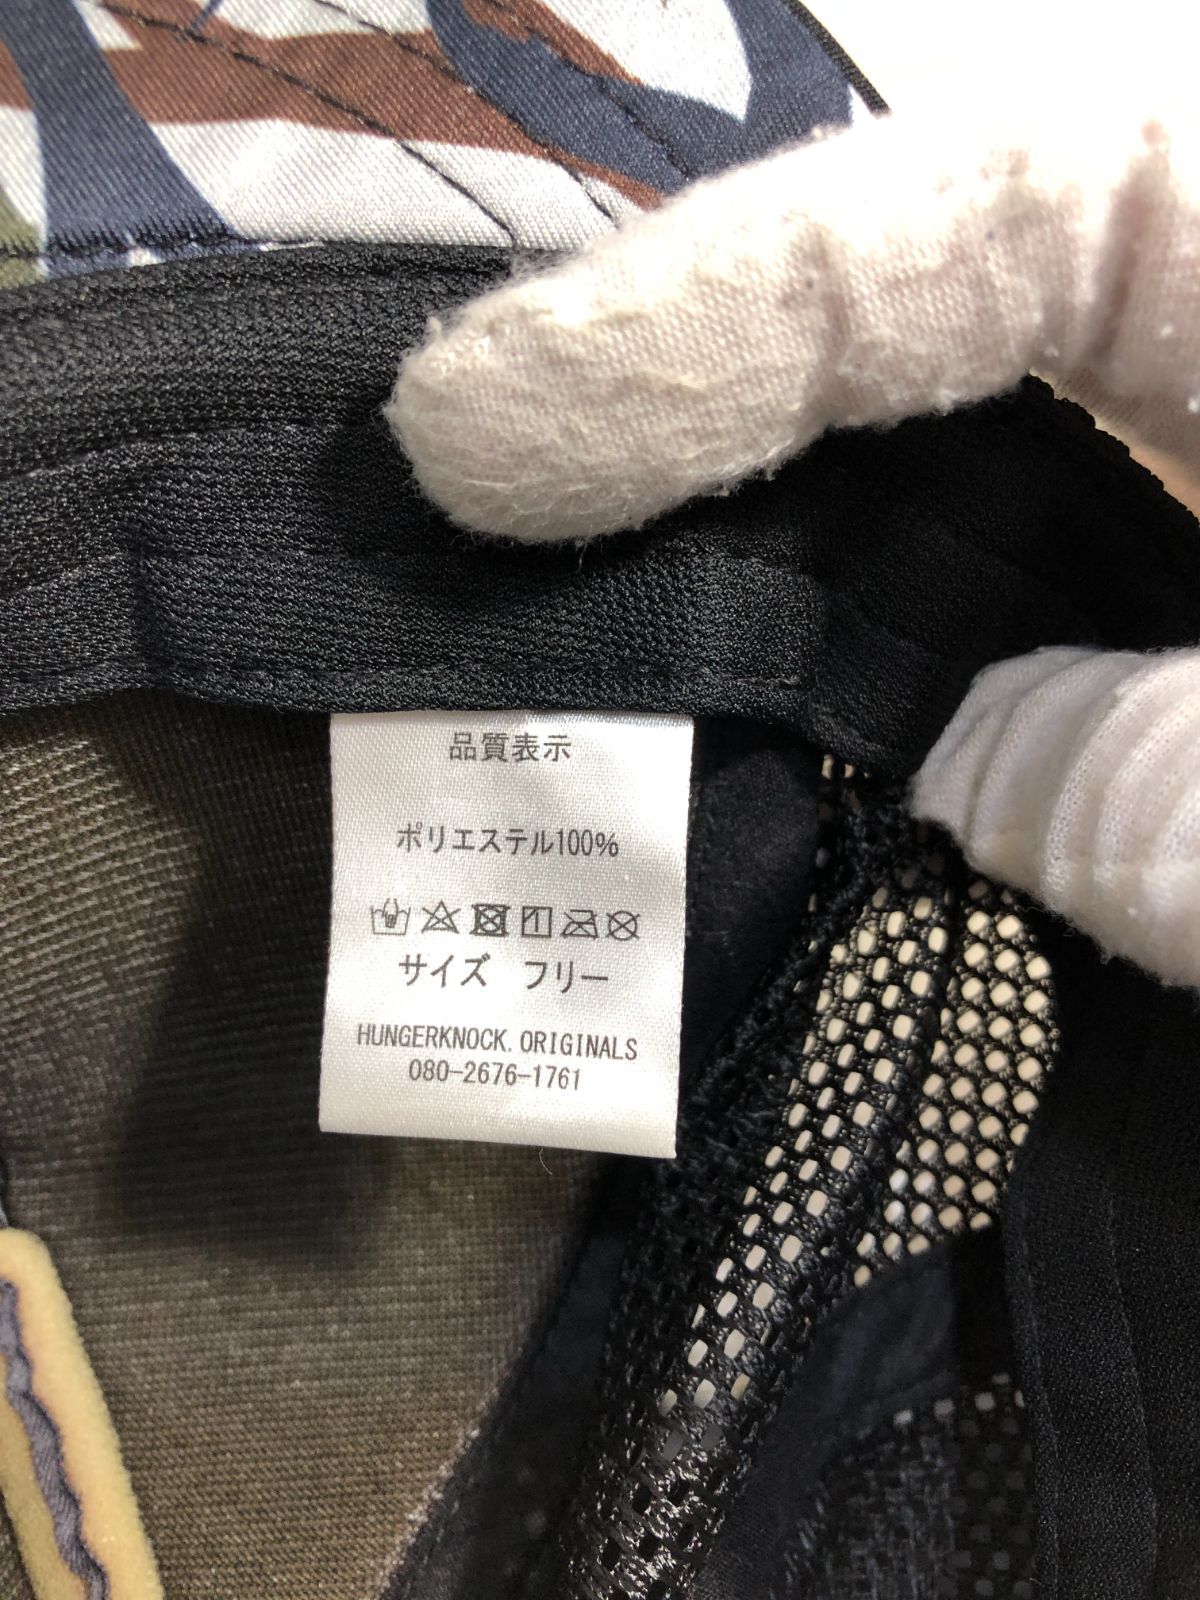 品質表示
ポリエステル100%
サイズ フリー
HUNGERKNOCK. ORIGINALS
080-2676-1761